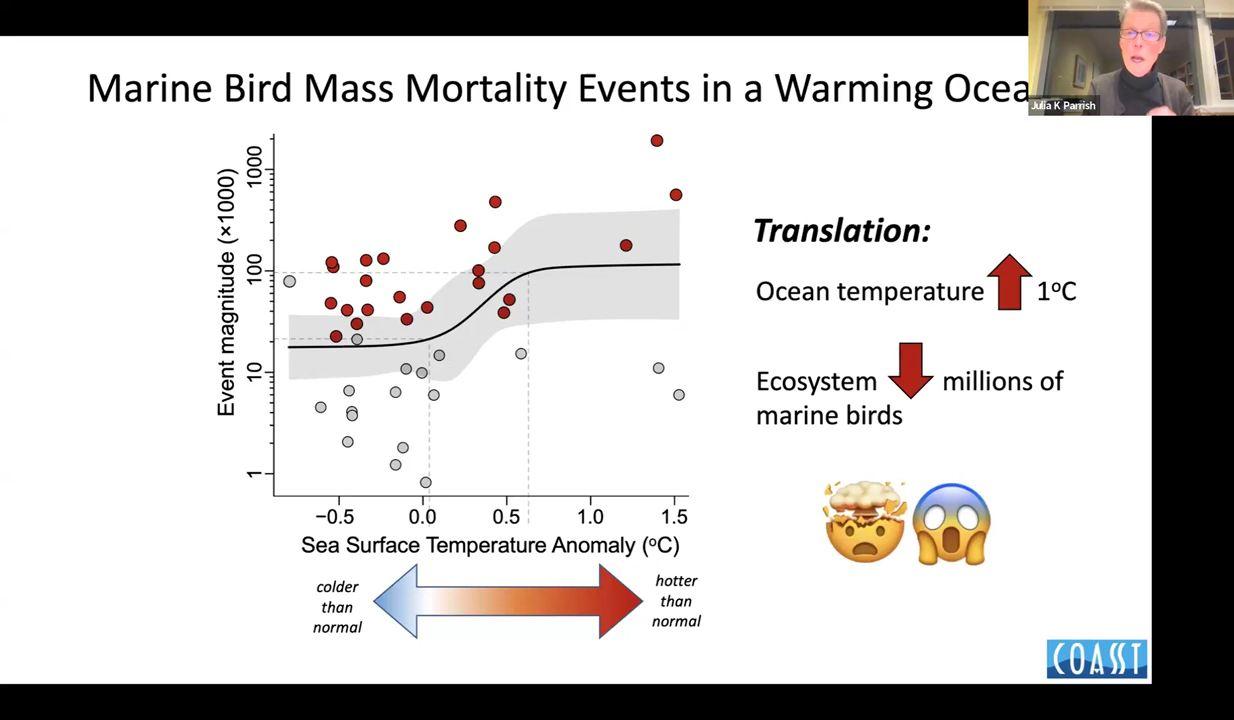 Marine Bird Mass Mortality Events in a Warming Ocea
Julia K Parrish
Event magnitude (×1000)
1000
100
10
1
−0.5 0.0 0.5 1.0 1.5
Sea Surface Temperature Anomaly (ºC)
colder
than
normal
hotter
than
normal
Translation:
Ocean temperature 1ºC
Ecosystem millions of
marine birds
COASST